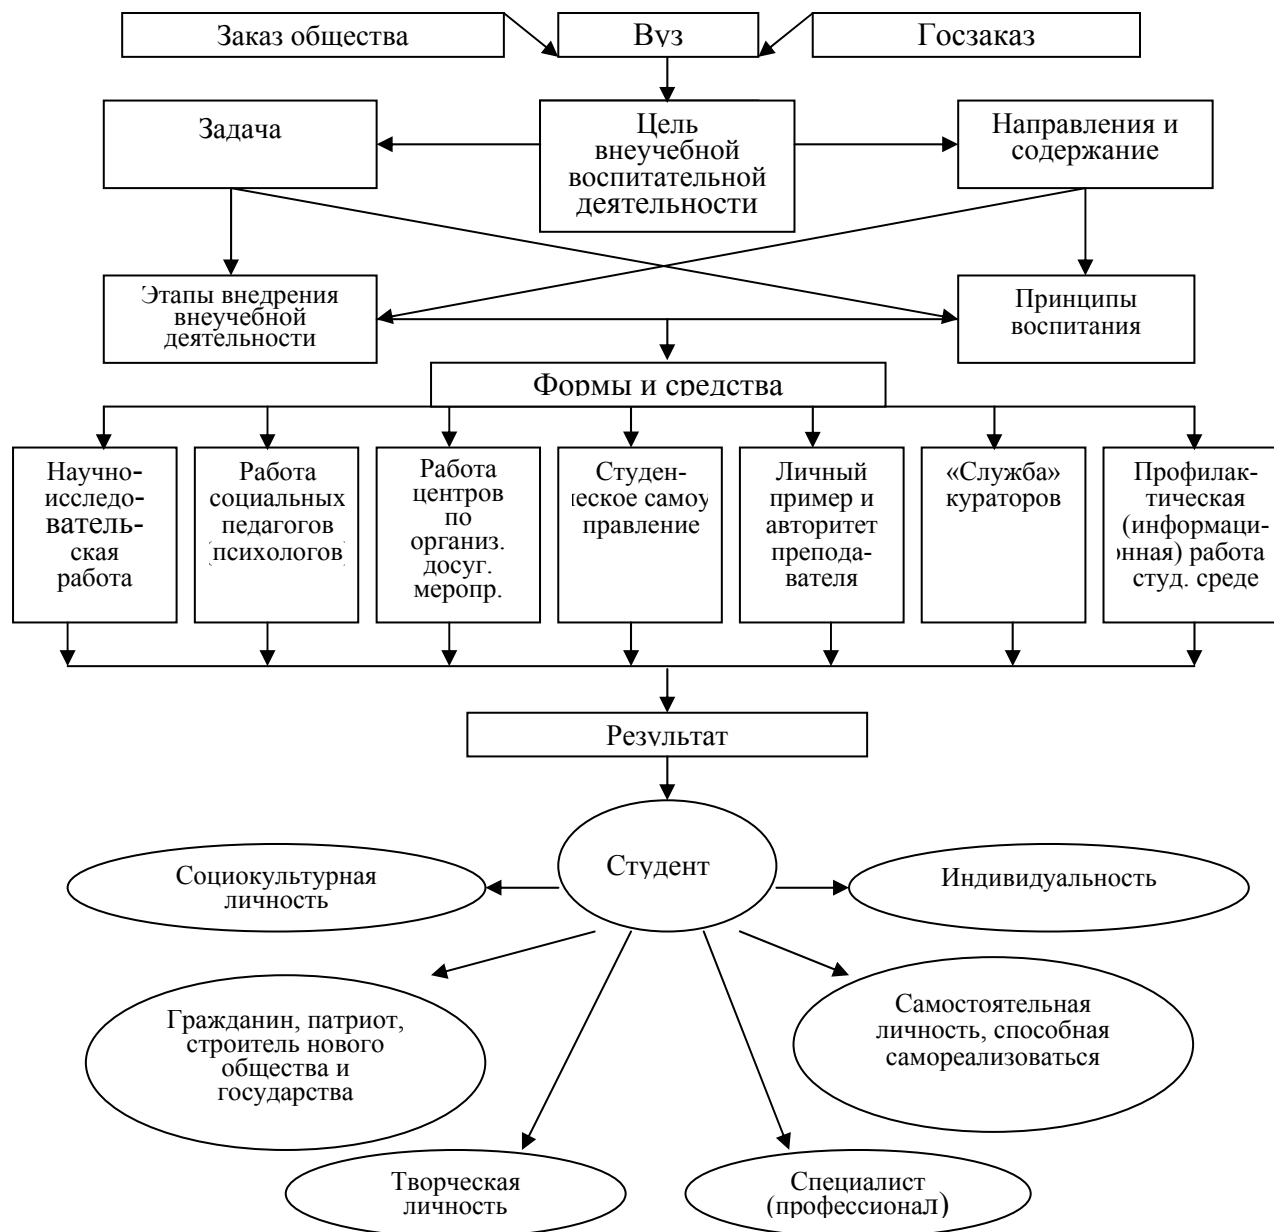 Заказ общества
Вуз
Госзаказ
Задача
Цель
внеучебной
воспитательной
деятельности
Направления и
содержание
Этапы внедрения
внеучебной
деятельности
Принципы
воспитания
Формы и средства
Научно-
исследо-
ватель-
ская
работа
Работа
социальных
педагогов
(психологов)
Работа
центров
по
организ.
досуг.
меропр.
Студен-
ческое самоу
правление
Личный
пример и
авторитет
препода-
вателя
«Служба»
кураторов
Профилак-
тическая
(информаци-
онная) работа
студ. среде
Результат
Студент
Социокультурная
личность
Индивидуальность
Гражданин, патриот,
строитель нового
общества и
государства
Самостоятельная
личность, способная
самореализоваться
Творческая
личность
Специалист
(профессионал)